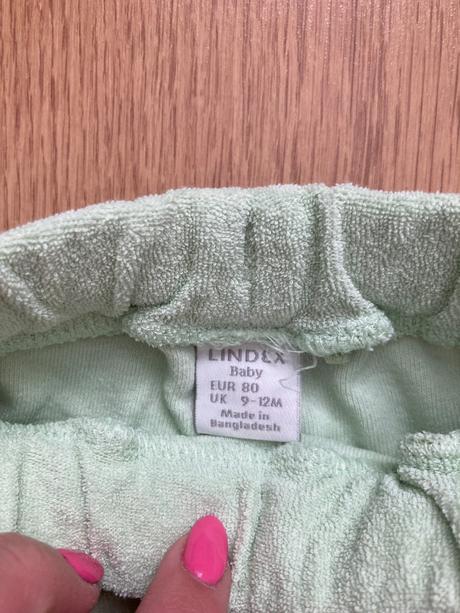 LINDEX
Baby
EUR 80
UK 9-12M
Made in
Bangladesh